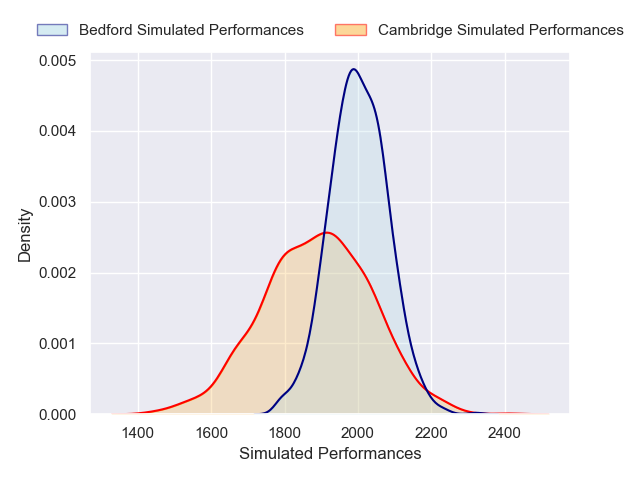 Bedford Simulated Performances
Cambridge Simulated Performances
0.005
0.004
0.003
0.002
0.001
0.000
Density
1400 1600 1800 2000 2200 2400
Simulated Performances